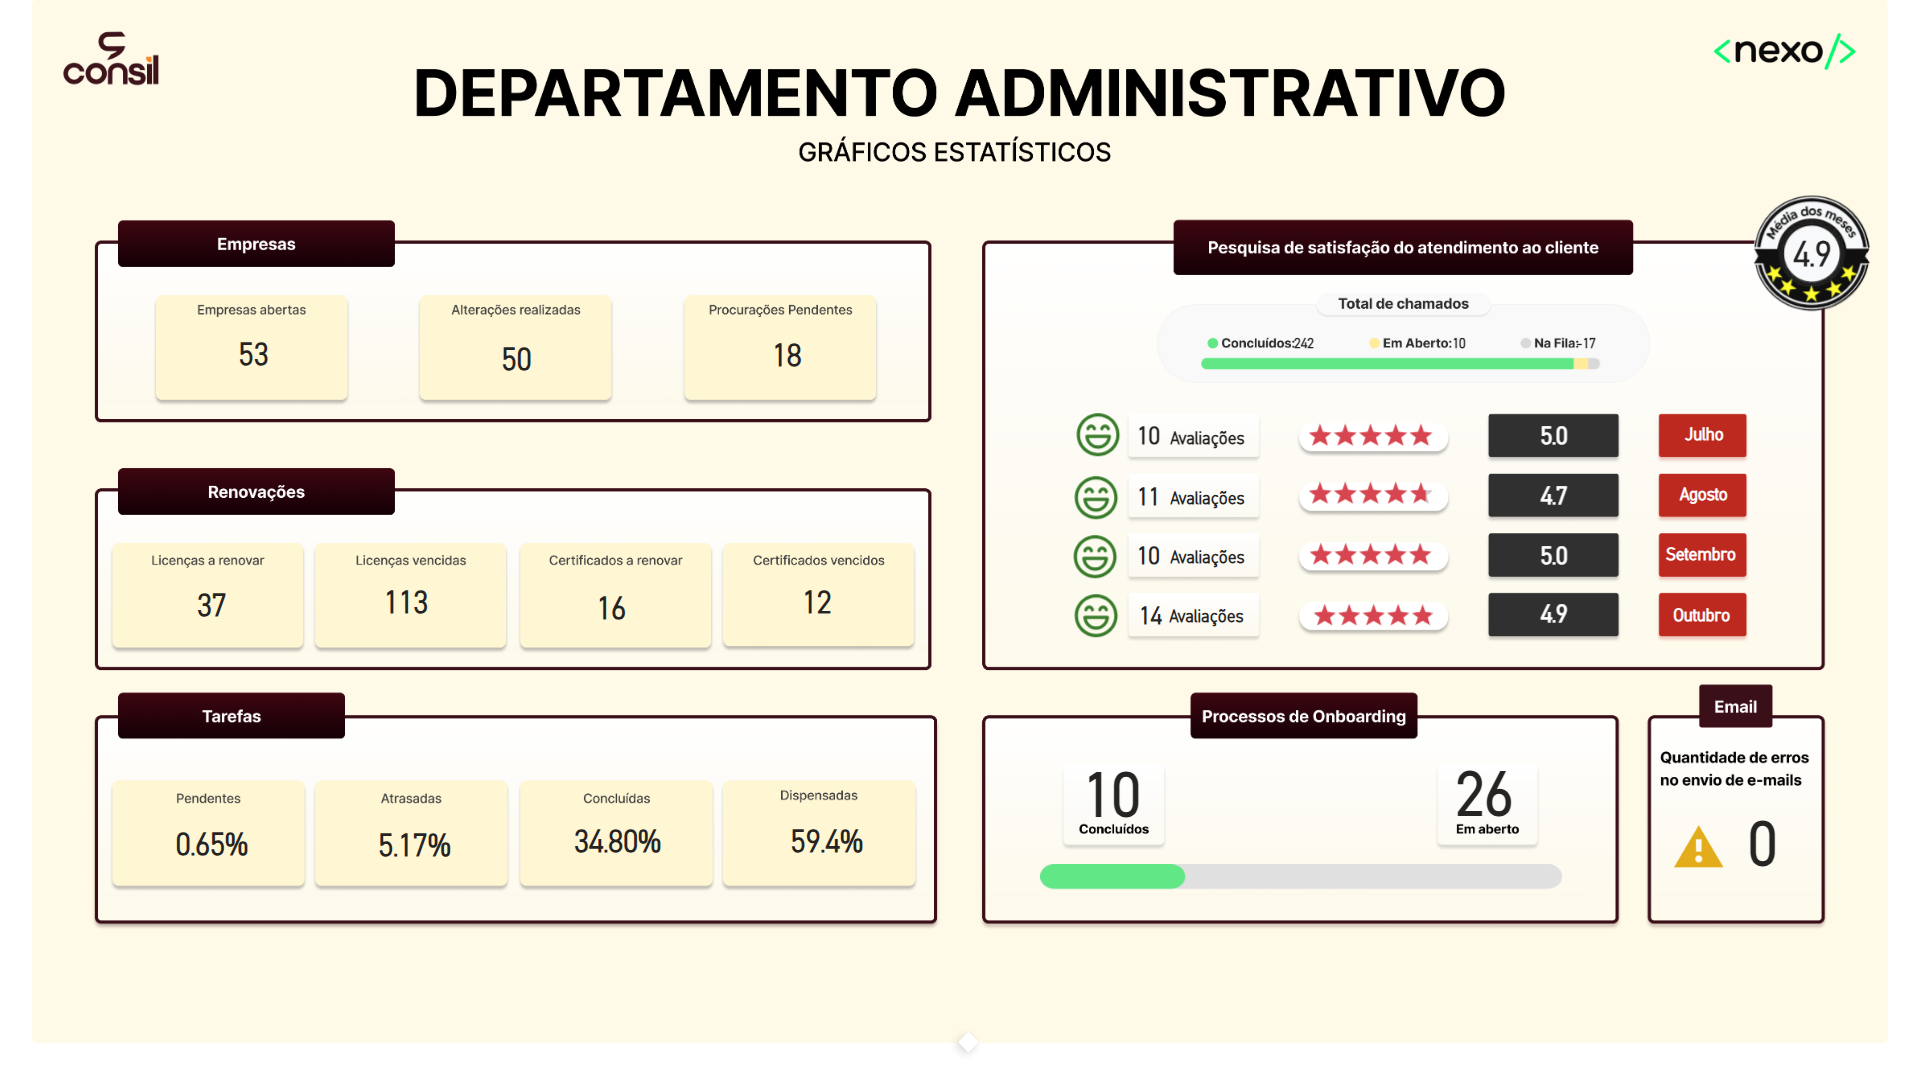 consil
<nexo/>
DEPARTAMENTO ADMINISTRATIVO
GRÁFICOS ESTATÍSTICOS
Empresas
Empresas abertas
53
Alterações realizadas
50
Procurações Pendentes
18
Renovações
Licenças a renovar
37
Licenças vencidas
113
Certificados a renovar
16
Certificados vencidos
12
Tarefas
Pendentes
0.65%
Atrasadas
5.17%
Concluídas
34.80%
Dispensadas
59.4%
Pesquisa de satisfação do atendimento ao cliente
Média dos meses
4.9
Total de chamados
Concluídos:242
Em Aberto:10
Na Fila:-17
10 Avaliações
5.0
Julho
11 Avaliações
4.7
Agosto
10 Avaliações
5.0
Setembro
14 Avaliações
4.9
Outubro
Processos de Onboarding
10
Concluídos
26
Em aberto
Email
Quantidade de erros
no envio de e-mails
0